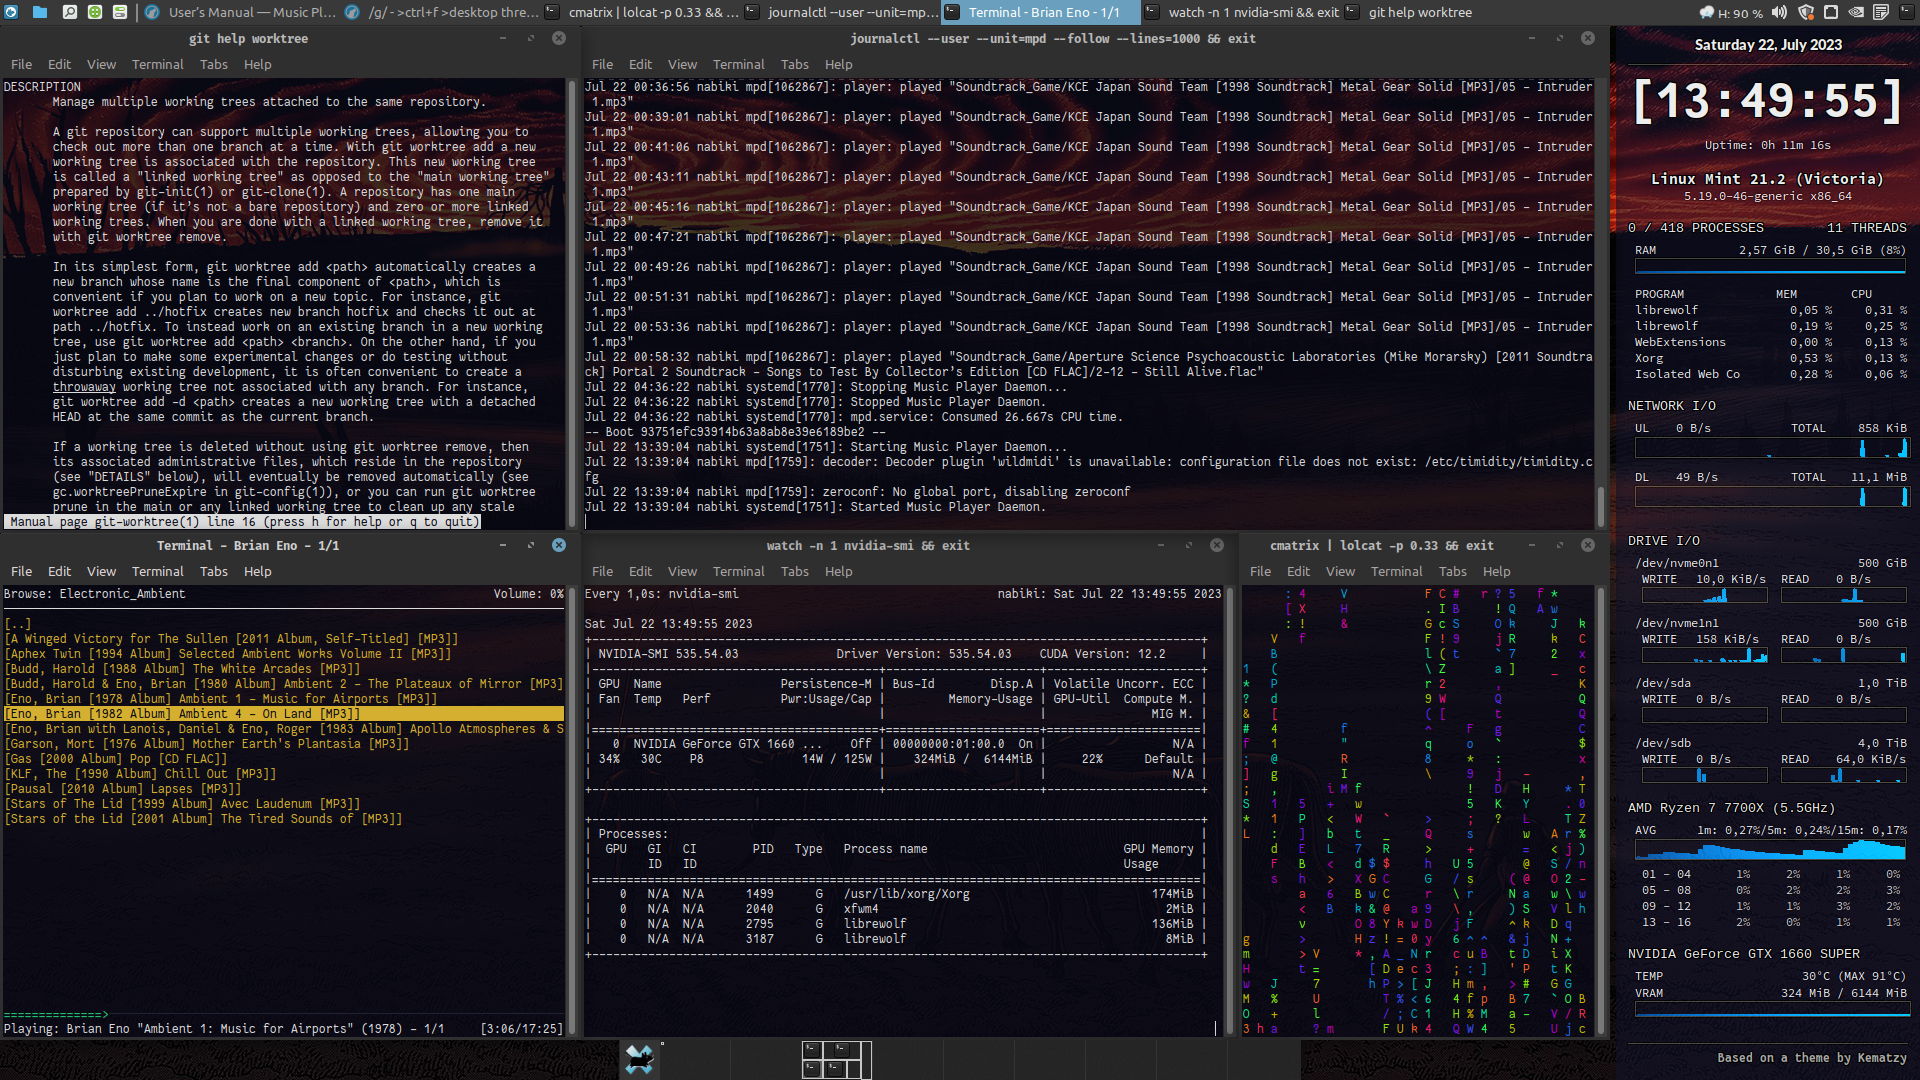 User's Manual — Music Pl...
/g/ - >ctrl+f >desktop thre...
cmatrix | lolcat -p 0.33 && ...
journalctl --user --unit=mp...
Terminal - Brian Eno - 1/1
watch -n 1 nvidia-smi && exit
git help worktree
H: 90 %
git help worktree
File Edit View Terminal Tabs Help
DESCRIPTION
Manage multiple working trees attached to the same repository.
A git repository can support multiple working trees, allowing you to
check out more than one branch at a time. With git worktree add a new
working tree is associated with the repository. This new working tree
is called a "linked working tree" as opposed to the "main working tree"
prepared by git-init(1) or git-clone(1). A repository has one main
working tree (if it's not a bare repository) and zero or more linked
working trees. When you are done with a linked working tree, remove it
with git worktree remove.
In its simplest form, git worktree add <path> automatically creates a
new branch whose name is the final component of <path>, which is
convenient if you plan to work on a new topic. For instance, git
worktree add ../hotfix creates new branch hotfix and checks it out at
path ../hotfix. To instead work on an existing branch in a new working
tree, use git worktree add <path> <branch>. On the other hand, if you
just plan to make some experimental changes or do testing without
disturbing existing development, it is often convenient to create a
throwaway working tree not associated with any branch. For instance,
git worktree add -d <path> creates a new working tree with a detached
HEAD at the same commit as the current branch.
If a working tree is deleted without using git worktree remove, then
its associated administrative files, which reside in the repository
(see "DETAILS" below), will eventually be removed automatically (see
gc.worktreePruneExpire in git-config(1)), or you can run git worktree
prune in the main or any linked working tree to clean up any stale
Manual page git-worktree(1) line 16 (press h for help or q to quit)
journalctl --user --unit=mpd --follow --lines=1000 && exit
File Edit View Terminal Tabs Help
Jul 22 00:36:56 nabiki mpd[1062867]: player: played "Soundtrack_Game/KCE Japan Sound Team [1998 Soundtrack] Metal Gear Solid [MP3]/05 - Intruder
1.mp3"
Jul 22 00:39:01 nabiki mpd[1062867]: player: played "Soundtrack_Game/KCE Japan Sound Team [1998 Soundtrack] Metal Gear Solid [MP3]/05 - Intruder
1.mp3"
Jul 22 00:41:06 nabiki mpd[1062867]: player: played "Soundtrack_Game/KCE Japan Sound Team [1998 Soundtrack] Metal Gear Solid [MP3]/05 - Intruder
1.mp3"
Jul 22 00:43:11 nabiki mpd[1062867]: player: played "Soundtrack_Game/KCE Japan Sound Team [1998 Soundtrack] Metal Gear Solid [MP3]/05 - Intruder
1.mp3"
Jul 22 00:45:16 nabiki mpd[1062867]: player: played "Soundtrack_Game/KCE Japan Sound Team [1998 Soundtrack] Metal Gear Solid [MP3]/05 - Intruder
1.mp3"
Jul 22 00:47:21 nabiki mpd[1062867]: player: played "Soundtrack_Game/KCE Japan Sound Team [1998 Soundtrack] Metal Gear Solid [MP3]/05 - Intruder
1.mp3"
Jul 22 00:49:26 nabiki mpd[1062867]: player: played "Soundtrack_Game/KCE Japan Sound Team [1998 Soundtrack] Metal Gear Solid [MP3]/05 - Intruder
1.mp3"
Jul 22 00:51:31 nabiki mpd[1062867]: player: played "Soundtrack_Game/KCE Japan Sound Team [1998 Soundtrack] Metal Gear Solid [MP3]/05 - Intruder
1.mp3"
Jul 22 00:53:36 nabiki mpd[1062867]: player: played "Soundtrack_Game/KCE Japan Sound Team [1998 Soundtrack] Metal Gear Solid [MP3]/05 - Intruder
1.mp3"
Jul 22 00:58:32 nabiki mpd[1062867]: player: played "Soundtrack_Game/Aperture Science Psychoacoustic Laboratories (Mike Morarsky) [2011 Soundtra
ck] Portal 2 Soundtrack - Songs to Test By Collector's Edition [CD FLAC]/2-12 - Still Alive.flac"
Jul 22 04:36:22 nabiki systemd[1770]: Stopping Music Player Daemon...
Jul 22 04:36:22 nabiki systemd[1770]: Stopped Music Player Daemon.
Jul 22 04:36:22 nabiki systemd[1770]: mpd.service: Consumed 26.667s CPU time.
-- Boot 93751efc93914b63a8ab8e39e6189be2 --
Jul 22 13:39:04 nabiki systemd[1751]: Starting Music Player Daemon...
Jul 22 13:39:04 nabiki mpd[1759]: decoder: Decoder plugin 'wildmidi' is unavailable: configuration file does not exist: /etc/timidity/timidity.c
fg
Jul 22 13:39:04 nabiki mpd[1759]: zeroconf: No global port, disabling zeroconf
Jul 22 13:39:04 nabiki systemd[1751]: Started Music Player Daemon.
Terminal - Brian Eno - 1/1
File Edit View Terminal Tabs Help
Browse: Electronic_Ambient Volume: 0%
[..]
[A Winged Victory for The Sullen [2011 Album, Self-Titled] [MP3]]
[Aphex Twin [1994 Album] Selected Ambient Works Volume II [MP3]]
[Budd, Harold [1988 Album] The White Arcades [MP3]]
[Budd, Harold & Eno, Brian [1980 Album] Ambient 2 - The Plateaux of Mirror [MP3]
[Eno, Brian [1978 Album] Ambient 1 - Music for Airports [MP3]]
[Eno, Brian [1982 Album] Ambient 4 - On Land [MP3]]
[Eno, Brian with Lanois, Daniel & Eno, Roger [1983 Album] Apollo Atmospheres & S
[Garson, Mort [1976 Album] Mother Earth's Plantasia [MP3]]
[Gas [2000 Album] Pop [CD FLAC]]
[KLF, The [1990 Album] Chill Out [MP3]]
[Pausal [2010 Album] Lapses [MP3]]
[Stars of The Lid [1999 Album] Avec Laudenum [MP3]]
[Stars of the Lid [2001 Album] The Tired Sounds of [MP3]]
==============>
Playing: Brian Eno "Ambient 1: Music for Airports" (1978) - 1/1 [3:06/17:25]
watch -n 1 nvidia-smi && exit
File Edit View Terminal Tabs Help
Every 1,0s: nvidia-smi nabiki: Sat Jul 22 13:49:55 2023
Sat Jul 22 13:49:55 2023
NVIDIA-SMI 535.54.03 Driver Version: 535.54.03 CUDA Version: 12.2
GPU Name Persistence-M | Bus-Id Disp.A | Volatile Uncorr. ECC
Fan Temp Perf Pwr:Usage/Cap | Memory-Usage | GPU-Util Compute M.
MIG M.
0 NVIDIA GeForce GTX 1660 ... Off | 00000000:01:00.0 On | N/A
34% 30C P8 14W / 125W | 324MiB / 6144MiB | 22% Default
N/A
Processes:
GPU GI CI PID Type Process name GPU Memory
ID ID Usage
0 N/A N/A 1499 G /usr/lib/xorg/Xorg 174MiB
0 N/A N/A 2040 G xfwm4 2MiB
0 N/A N/A 2795 G librewolf 136MiB
0 N/A N/A 3187 G librewolf 8MiB
cmatrix | lolcat -p 0.33 && exit
File Edit View Terminal Tabs Help
Saturday 22, July 2023
[13:49:55]
Uptime: 0h 11m 16s
Linux Mint 21.2 (Victoria)
5.19.0-46-generic x86_64
0 / 418 PROCESSES 11 THREADS
RAM 2,57 GiB / 30,5 GiB (8%)
PROGRAM MEM CPU
librewolf 0,05 % 0,31 %
librewolf 0,19 % 0,25 %
WebExtensions 0,00 % 0,13 %
Xorg 0,53 % 0,13 %
Isolated Web Co 0,28 % 0,06 %
NETWORK I/O
UL 0 B/s TOTAL 858 KiB
DL 49 B/s TOTAL 11,1 MiB
DRIVE I/O
/dev/nvme0n1 500 GiB
WRITE 10,0 KiB/s READ 0 B/s
/dev/nvme1n1 500 GiB
WRITE 158 KiB/s READ 0 B/s
/dev/sda 1,0 TiB
WRITE 0 B/s READ 0 B/s
/dev/sdb 4,0 TiB
WRITE 0 B/s READ 64,0 KiB/s
AMD Ryzen 7 7700X (5.5GHz)
AVG 1m: 0,27%/5m: 0,24%/15m: 0,17%
01 - 04 1% 2% 1% 0%
05 - 08 0% 2% 2% 3%
09 - 12 1% 1% 3% 2%
13 - 16 2% 0% 1% 1%
NVIDIA GeForce GTX 1660 SUPER
TEMP 30°C (MAX 91°C)
VRAM 324 MiB / 6144 MiB
Based on a theme by Kematzy